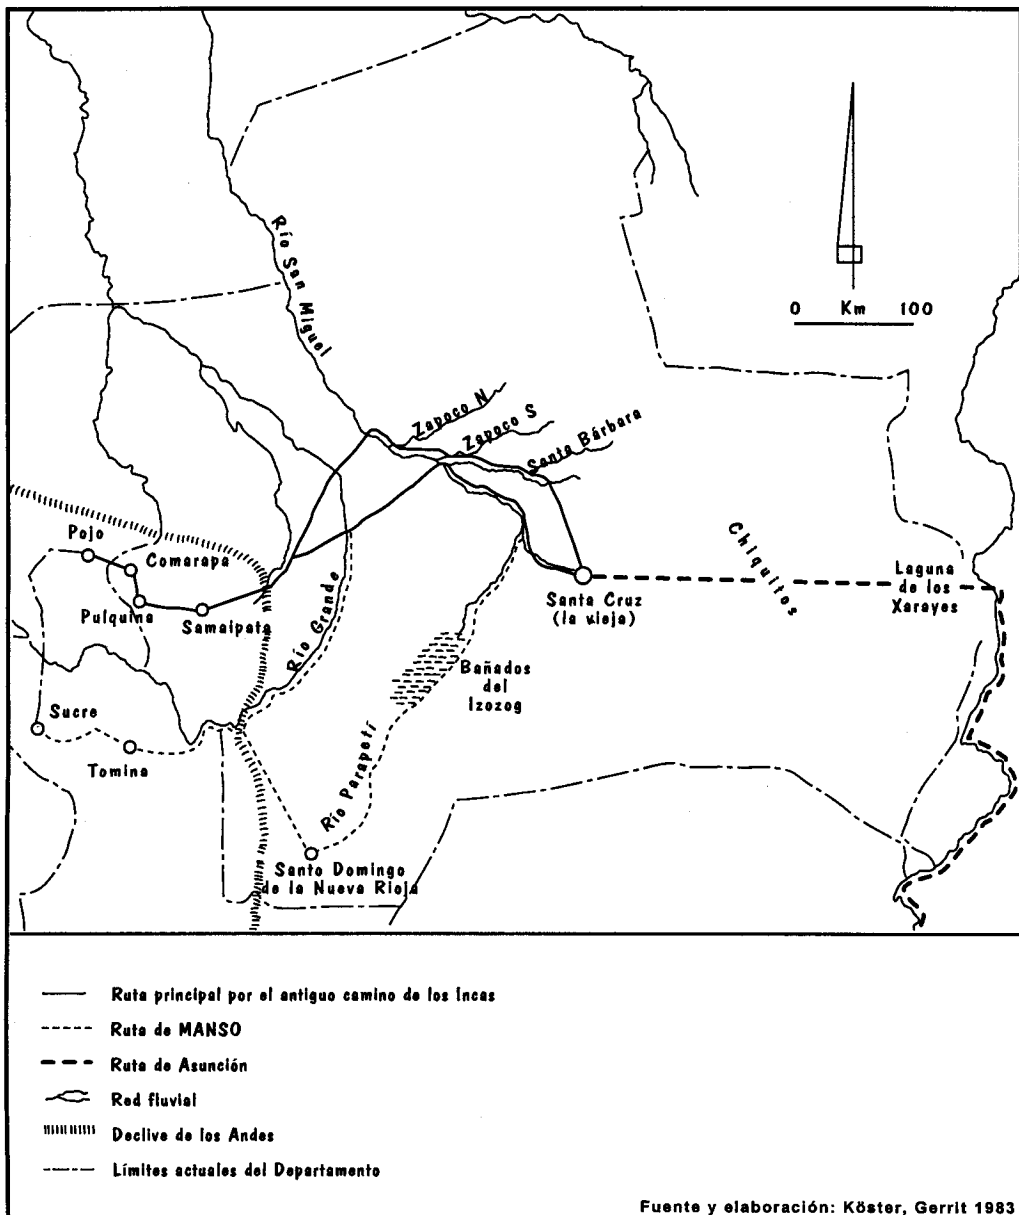 Río San Miguel
0 Km 100
Zapoco N
Zapoco S
Santa Bárbara
Pojo
Comarapa
Pulquina
Samaipata
Río Grande
Santa Cruz
(la vieja)
Chiquitos
Laguna
de los
Xarayes
Bañados
del
Izozog
Sucre
Tomina
Río Parapetí
Santo Domingo
de la Nueva Rioja
Ruta principal por el antiguo camino de los Incas
Ruta de MANSO
Ruta de Asunción
Red fluvial
Declive de los Andes
Límites actuales del Departamento
Fuente y elaboración: Köster, Gerrit 1983